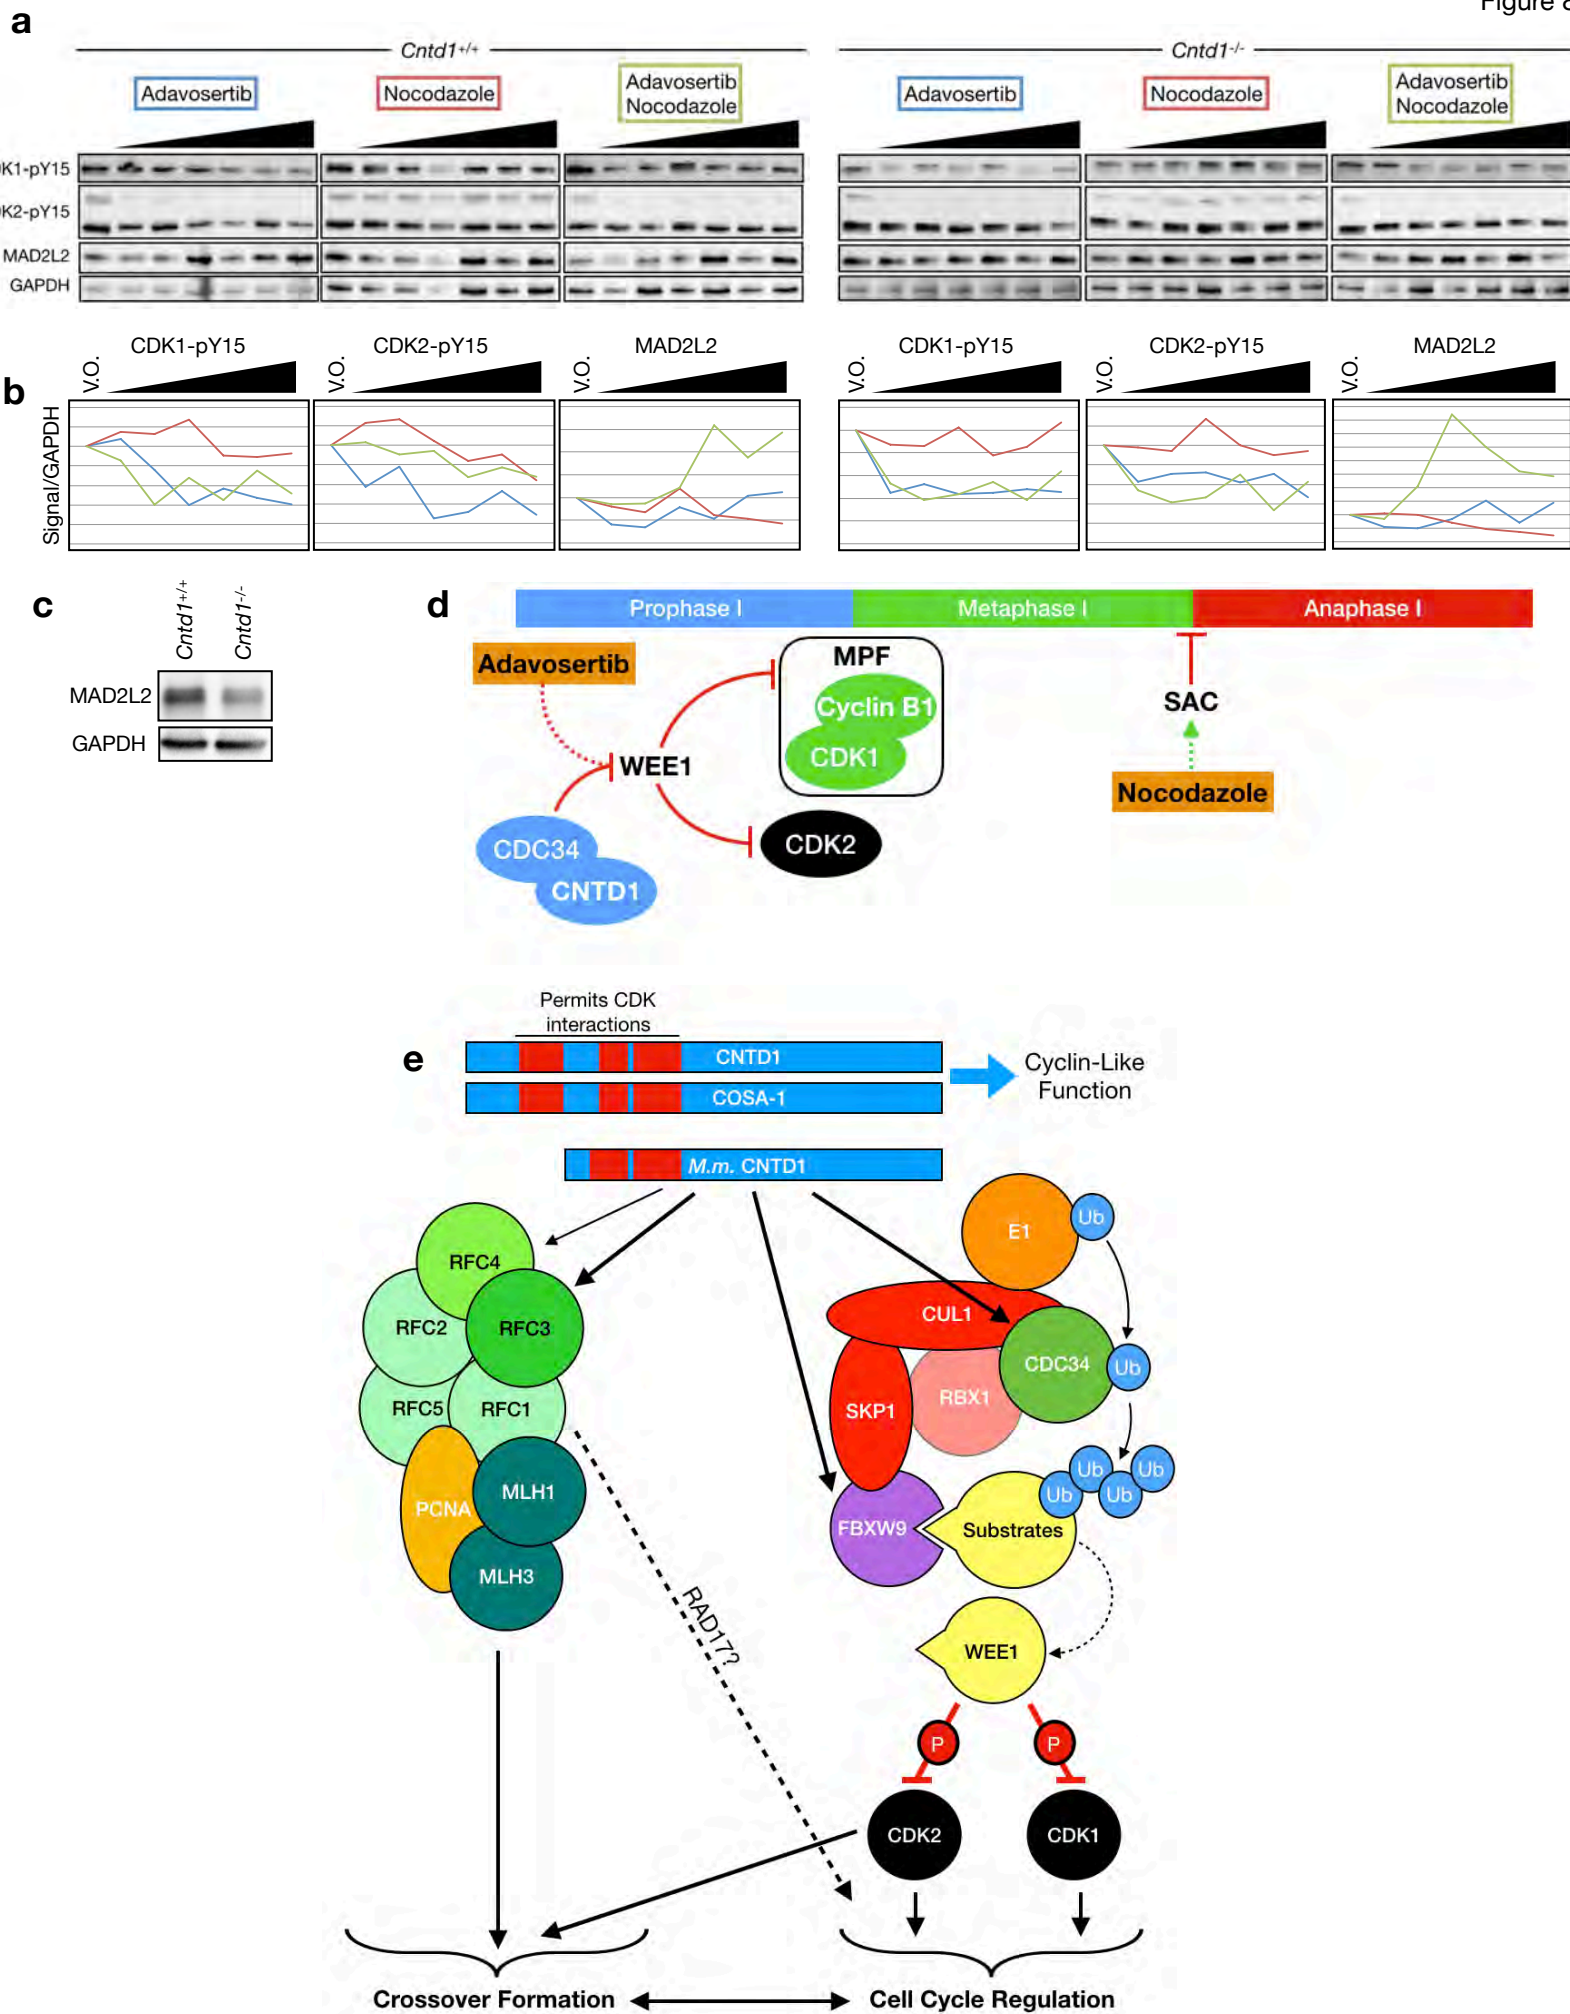 Figure 8
a
Cntd1+/+
Cntd1-/-
Adavosertib
Nocodazole
Adavosertib
Nocodazole
Adavosertib
Nocodazole
Adavosertib
Nocodazole
K1-pY15
K2-pY15
MAD2L2
GAPDH
b
V.O.
CDK1-pY15
V.O.
CDK2-pY15
V.O.
MAD2L2
V.O.
CDK1-pY15
V.O.
CDK2-pY15
V.O.
MAD2L2
Signal/GAPDH
c
Cntd1+/+
Cntd1-/-
MAD2L2
GAPDH
d
Prophase I
Metaphase I
Anaphase I
Adavosertib
MPF
Cyclin B1
CDK1
WEE1
SAC
Nocodazole
CDC34
CNTD1
CDK2
e
Permits CDK
interactions
CNTD1
COSA-1
Cyclin-Like
Function
M.m. CNTD1
RFC4
RFC2
RFC3
RFC5
RFC1
PCNA
MLH1
MLH3
E1
Ub
CUL1
CDC34
Ub
SKP1
RBX1
Ub
Ub
Ub
Ub
FBXW9
Substrates
RAD17?
WEE1
P
P
CDK2
CDK1
Crossover Formation
Cell Cycle Regulation